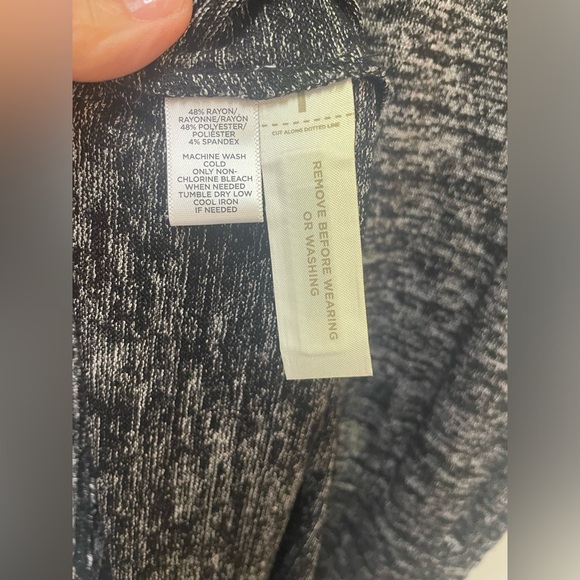 48% RAYON/
RAYONNE/RAYÓN
48% POLYESTER/
POLIÉSTER
4% SPANDEX
MACHINE WASH
COLD
ONLY NON-
CHLORINE BLEACH
WHEN NEEDED
TUMBLE DRY LOW
COOL IRON
IF NEEDED
CUT ALONG DOTTED LINE
REMOVE BEFORE WEARING
OR WASHING